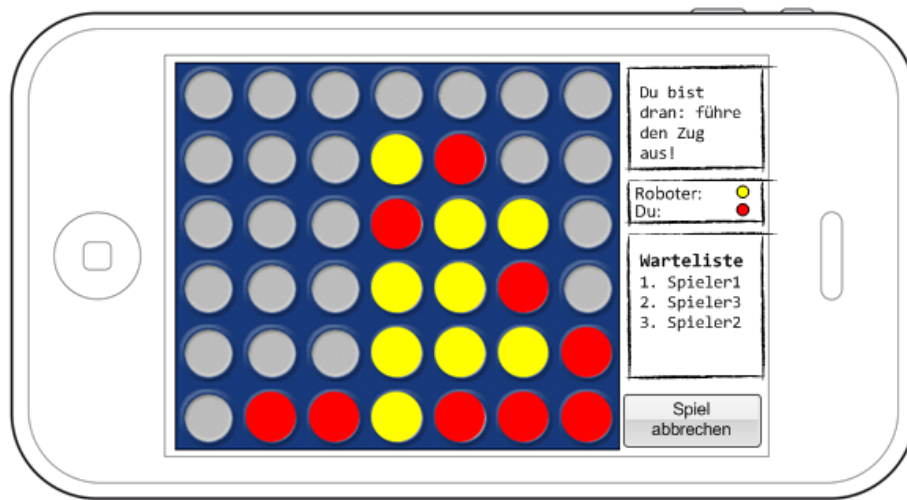 Du bist
dran: führe
den Zug
aus!
Roboter:
Du:
Warteliste
1. Spieler1
2. Spieler3
3. Spieler2
Spiel
abbrechen